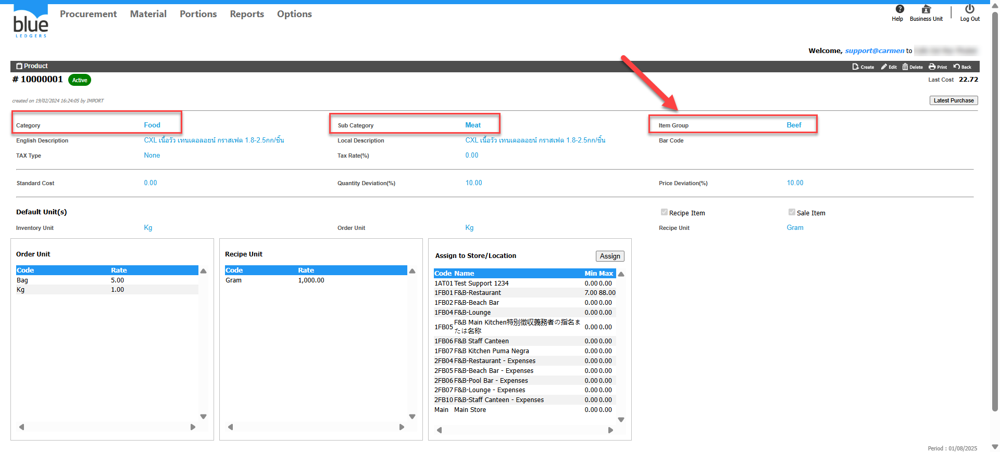 blue
LEDGERS
Procurement Material Portions Reports Options
Help Business Unit Log Out
Welcome, support@carmen to
Product
Create Edit Delete Print Back
# 10000001 Active
Last Cost 22.72
created on 19/02/2024 16:24:05 by IMPORT
Latest Purchase
Category Food Sub Category Meat Item Group Beef
English Description CXL เนื้อวัว เทนเดอลอยน์ กราสเฟด 1.8-2.5กก/ชิ้น Local Description CXL เนื้อวัว เทนเดอลอยน์ กราสเฟด 1.8-2.5กก/ชิ้น Bar Code
TAX Type None Tax Rate(%) 0.00
Standard Cost 0.00 Quantity Deviation(%) 10.00 Price Deviation(%) 10.00
Default Unit(s) Recipe Item Sale Item
Inventory Unit Kg Order Unit Kg Recipe Unit Gram
Order Unit
Code Rate
Bag 5.00
Kg 1.00
Recipe Unit
Code Rate
Gram 1,000.00
Assign to Store/Location Assign
Code Name Min Max
1AT01 Test Support 1234 0.00 0.00
1FB01 F&B-Restaurant 7.00 88.00
1FB02 F&B-Beach Bar 0.00 0.00
1FB04 F&B-Lounge 0.00 0.00
1FB05 F&B Main Kitchen特別徴収義務者の指名ま 0.00 0.00
たは名称
1FB06 F&B Staff Canteen 0.00 0.00
1FB07 F&B Kitchen Puma Negra 0.00 0.00
2FB04 F&B-Restaurant - Expenses 0.00 0.00
2FB05 F&B-Beach Bar - Expenses 0.00 0.00
2FB06 F&B-Pool Bar - Expenses 0.00 0.00
2FB07 F&B-Lounge - Expenses 0.00 0.00
2FB10 F&B-Staff Canteen - Expenses 0.00 0.00
Main Main Store 0.00 0.00
Period : 01/08/2025